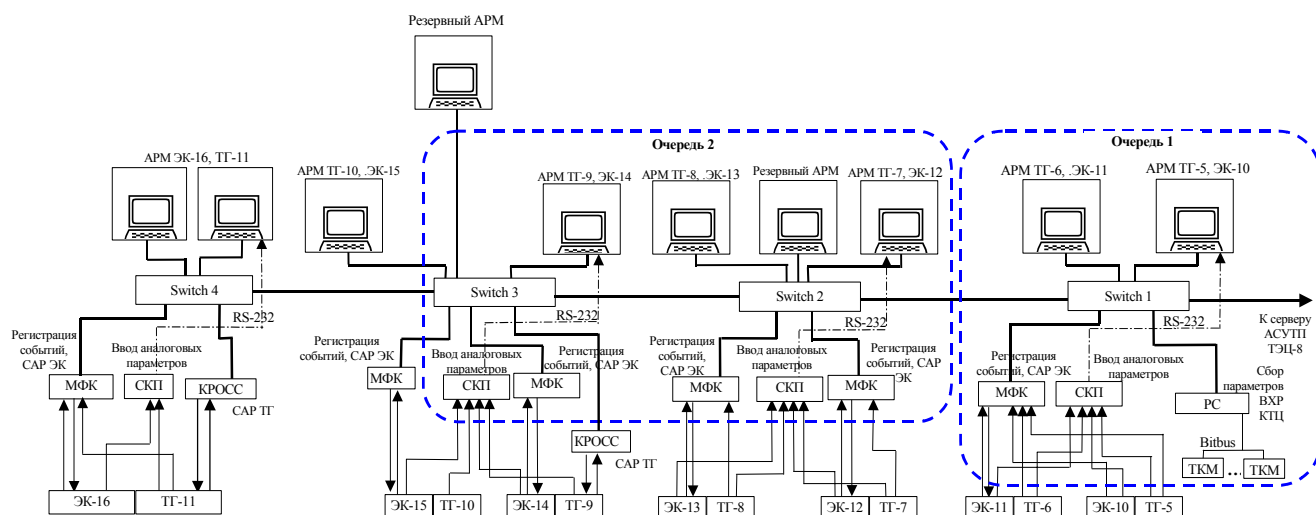 Резервный АРМ
Очередь 2
Очередь 1
АРМ ЭК-16, ТГ-11
АРМ ТГ-10, .ЭК-15
АРМ ТГ-9, ЭК-14
АРМ ТГ-8, .ЭК-13
Резервный АРМ
АРМ ТГ-7, ЭК-12
АРМ ТГ-6, .ЭК-11
АРМ ТГ-5, ЭК-10
Switch 4
Switch 3
Switch 2
Switch 1
RS-232
RS-232
RS-232
RS-232
К серверу
АСУТП
ТЭЦ-8
Регистрация
событий,
САР ЭК
Ввод аналоговых
параметров
МФК
СКП
КРОСС
САР ТГ
ЭК-16
ТГ-11
Регистрация
событий, САР ЭК
Ввод аналоговых
параметров
Регистрация
событий, САР ЭК
МФК
СКП
МФК
КРОСС
САР ТГ
ЭК-15
ТГ-10
ЭК-14
ТГ-9
Регистрация
событий,
САР ЭК
Ввод аналоговых
параметров
Регистрация
событий, САР
ЭК
МФК
СКП
МФК
ЭК-13
ТГ-8
ЭК-12
ТГ-7
Регистрация
событий, САР ЭК
Ввод аналоговых
параметров
Сбор
параметров
ВХР
КТЦ
МФК
СКП
РС
Bitbus
ТКМ
...
ТКМ
ЭК-11
ТГ-6
ЭК-10
ТГ-5